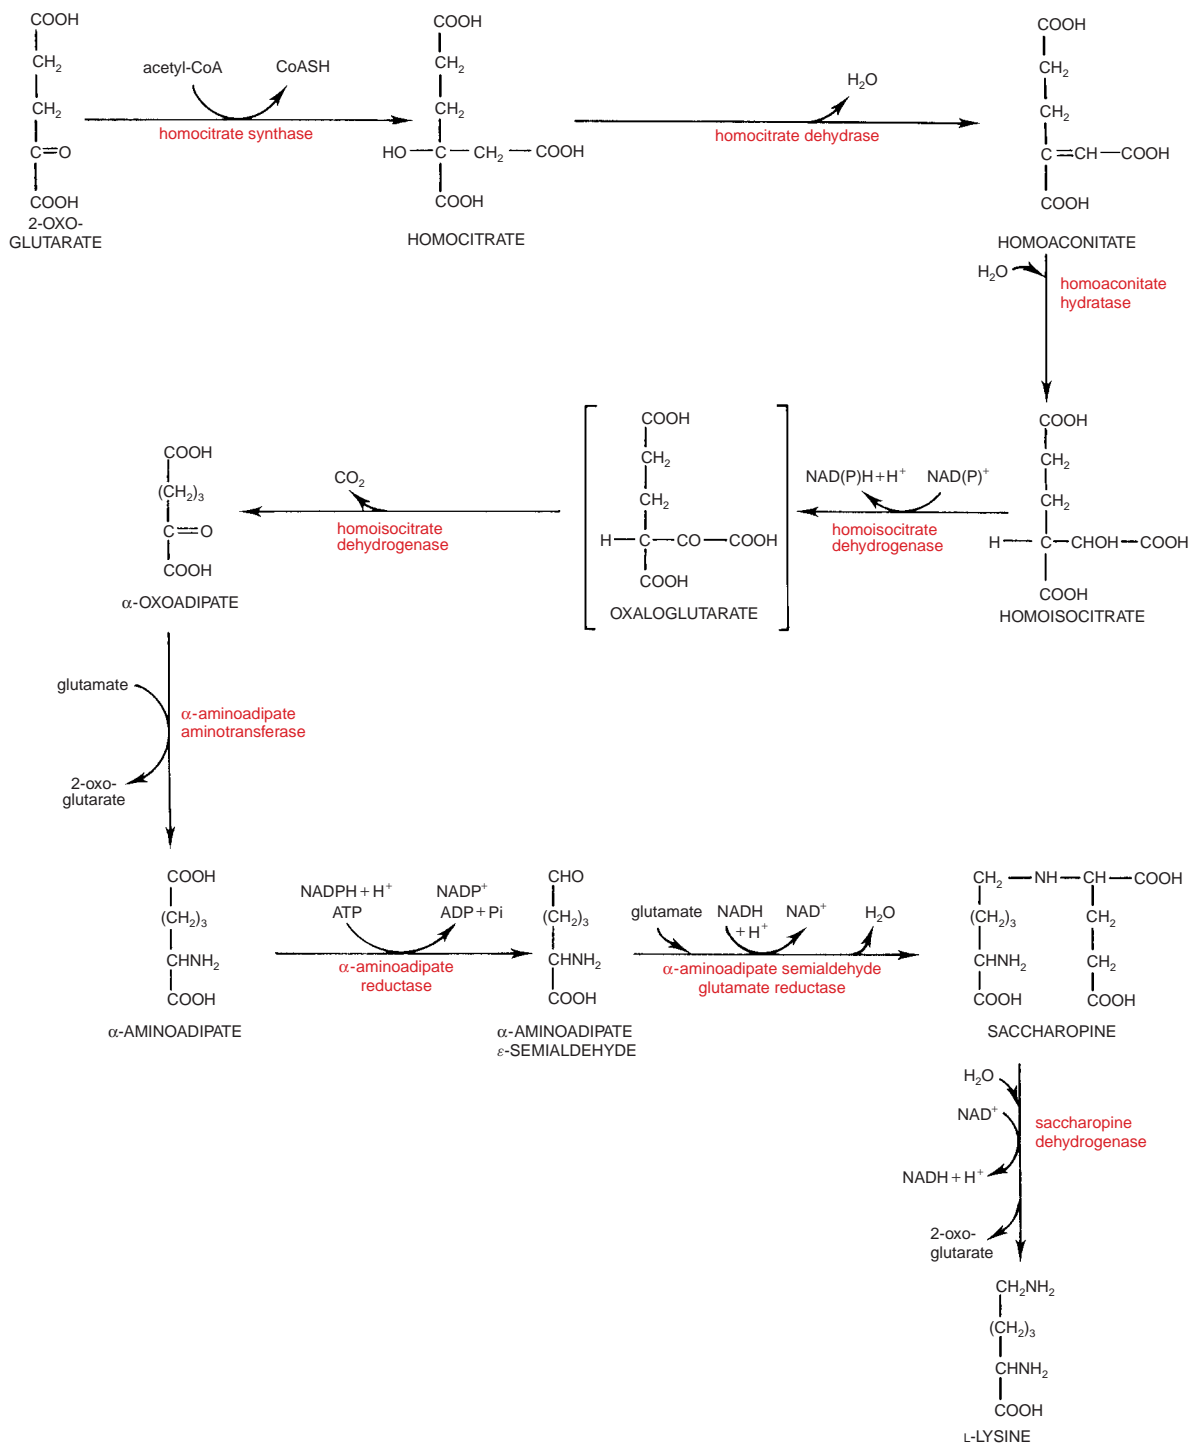 COOH
CH₂
CH₂
C=O
COOH
2-OXO-
GLUTARATE
acetyl-CoA
CoASH
homocitrate synthase
COOH
CH₂
CH₂
HO—C—CH₂—COOH
COOH
HOMOCITRATE
H₂O
homocitrate dehydrase
COOH
CH₂
CH₂
C=CH—COOH
COOH
HOMOACONITATE
H₂O
homoaconitate
hydratase
COOH
CH₂
CH₂
H—C—CHOH—COOH
COOH
HOMOISOCITRATE
NAD(P)H+H⁺
NAD(P)⁺
homoisocitrate
dehydrogenase
COOH
CH₂
CH₂
H—C—CO—COOH
COOH
OXALOGLUTARATE
CO₂
homoisocitrate
dehydrogenase
COOH
(CH₂)₃
C=O
COOH
α-OXOADIPATE
glutamate
α-aminoadipate
aminotransferase
2-oxo-
glutarate
COOH
(CH₂)₃
CHNH₂
COOH
α-AMINOADIPATE
NADPH+H⁺
ATP
NADP⁺
ADP+Pi
α-aminoadipate
reductase
CHO
(CH₂)₃
CHNH₂
COOH
α-AMINOADIPATE
ε-SEMIALDEHYDE
glutamate
NADH
+H⁺
NAD⁺
H₂O
α-aminoadipate semialdehyde
glutamate reductase
CH₂—NH—CH—COOH
(CH₂)₃
CH₂
CHNH₂
CH₂
COOH
COOH
SACCHAROPINE
H₂O
NAD⁺
saccharopine
dehydrogenase
NADH+H⁺
2-oxo-
glutarate
CH₂NH₂
(CH₂)₃
CHNH₂
COOH
L-LYSINE